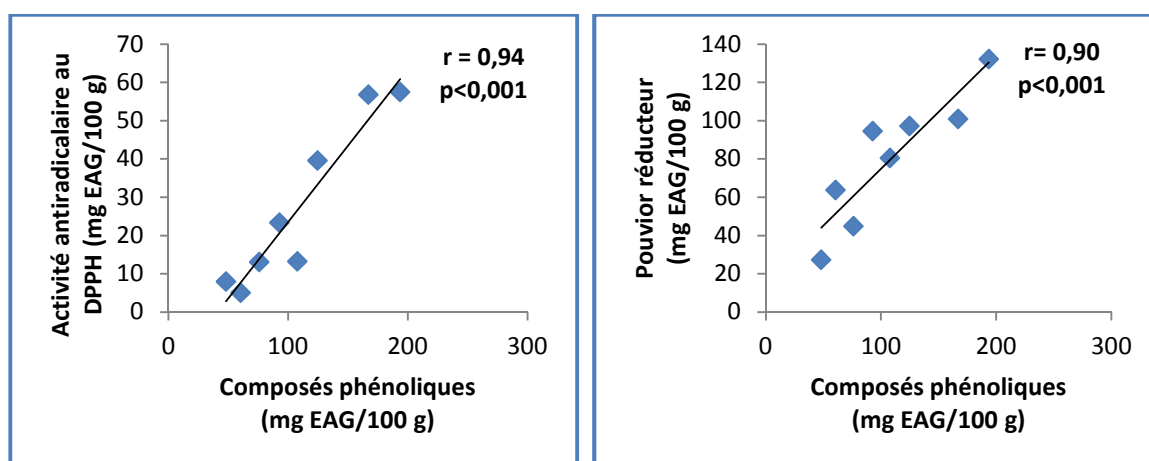 Activité antiradicalaire au
DPPH (mg EAG/100 g)
70
60
50
40
30
20
10
0
r = 0,94
p<0,001
0 100 200 300
Composés phénoliques
(mg EAG/100 g)
Pouvior réducteur
(mg EAG/100 g)
140
120
100
80
60
40
20
0
r= 0,90
p<0,001
0 100 200 300
Composés phénoliques
(mg EAG/100 g)